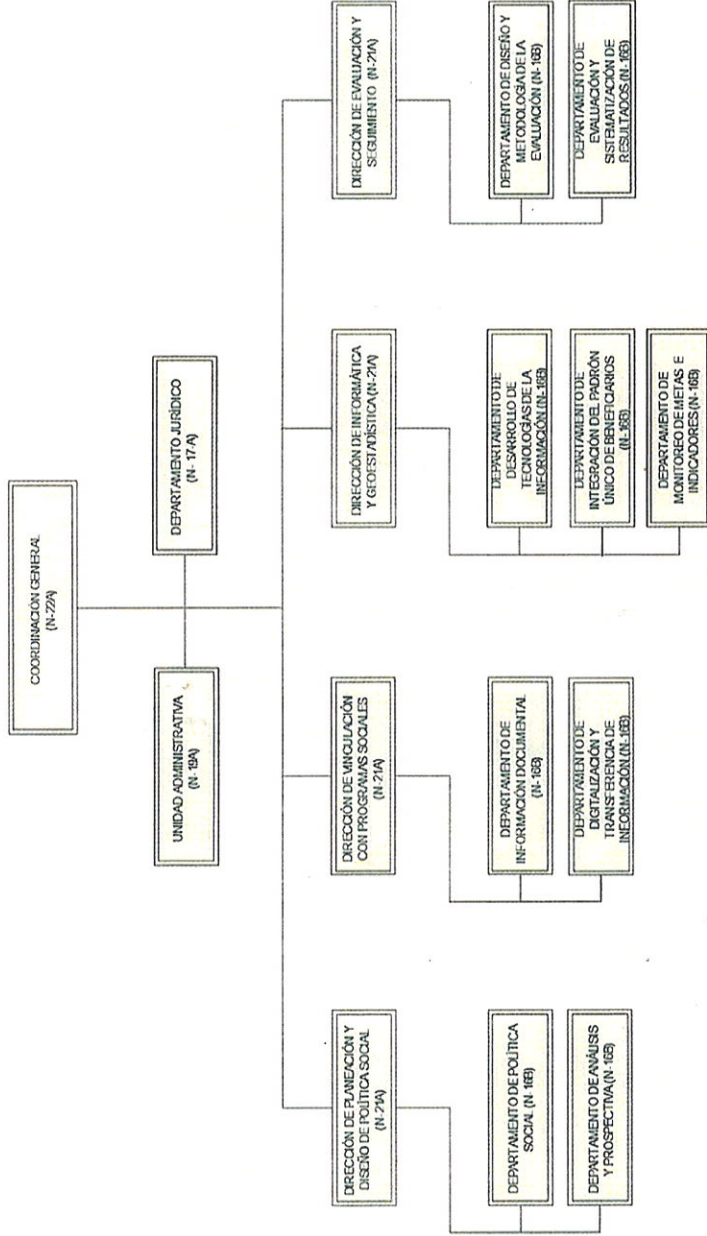 COORDINACIÓN GENERAL
(N-22A)
UNIDAD ADMINISTRATIVA
(N-19A)
DEPARTAMENTO JURÍDICO
(N- 17-A)
DIRECCIÓN DE PLANEACIÓN Y
DISEÑO DE POLÍTICA SOCIAL
(N-21A)
DEPARTAMENTO DE POLÍTICA
SOCIAL (N-16B)
DEPARTAMENTO DE ANÁLISIS
Y PROSPECTIVA (N-16B)
DIRECCIÓN DE VINCULACIÓN
CON PROGRAMAS SOCIALES
(N-21A)
DEPARTAMENTO DE
INFORMACIÓN DOCUMENTAL
(N-16B)
DEPARTAMENTO DE
DIGITALIZACIÓN Y
TRANSFERENCIA DE
INFORMACIÓN (N-16B)
DIRECCIÓN DE INFORMÁTICA
Y GEOESTADÍSTICA (N-21A)
DEPARTAMENTO DE
DESARROLLO DE
TECNOLOGÍAS DE LA
INFORMACIÓN (N-16B)
DEPARTAMENTO DE
INTEGRACIÓN DEL PADRÓN
ÚNICO DE BENEFICIARIOS
(N-16B)
DEPARTAMENTO DE
MONITOREO DE METAS E
INDICADORES (N-16B)
DIRECCIÓN DE EVALUACIÓN Y
SEGUIMIENTO (N-21A)
DEPARTAMENTO DE DISEÑO Y
METODOLOGÍA DE LA
EVALUACIÓN (N-16B)
DEPARTAMENTO DE
EVALUACIÓN Y
SISTEMATIZACIÓN DE
RESULTADOS (N-16B)